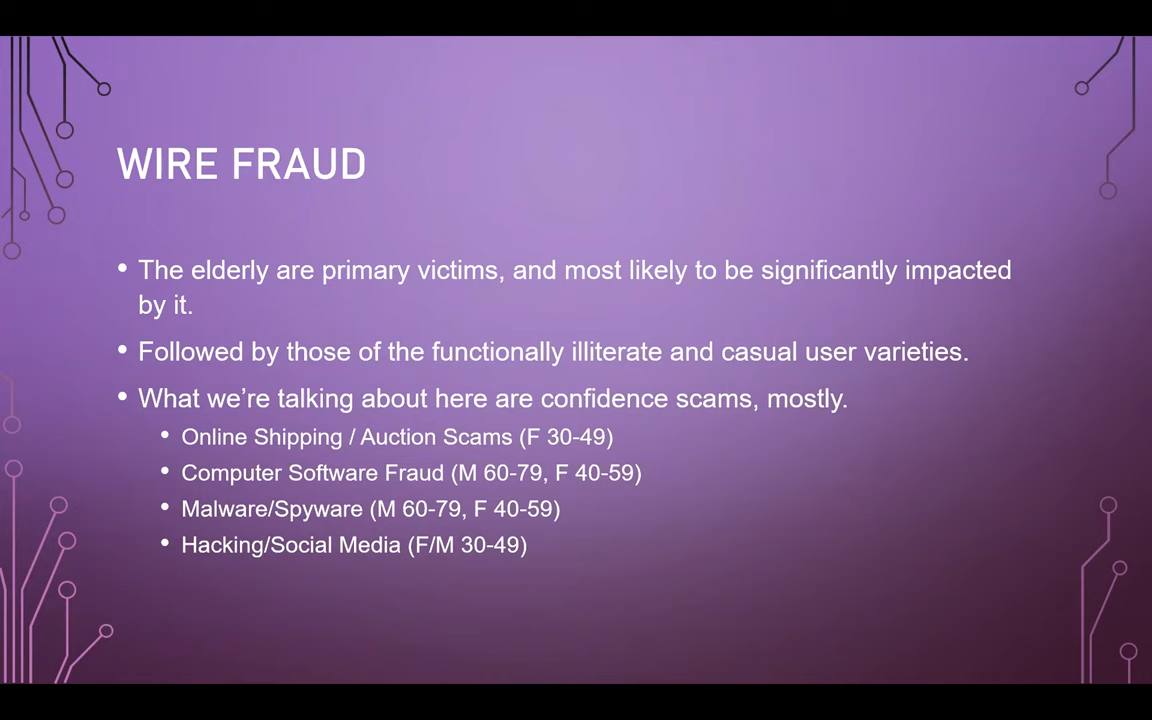 WIRE FRAUD
• The elderly are primary victims, and most likely to be significantly impacted
by it.
• Followed by those of the functionally illiterate and casual user varieties.
• What we’re talking about here are confidence scams, mostly.
• Online Shipping / Auction Scams (F 30-49)
• Computer Software Fraud (M 60-79, F 40-59)
• Malware/Spyware (M 60-79, F 40-59)
• Hacking/Social Media (F/M 30-49)